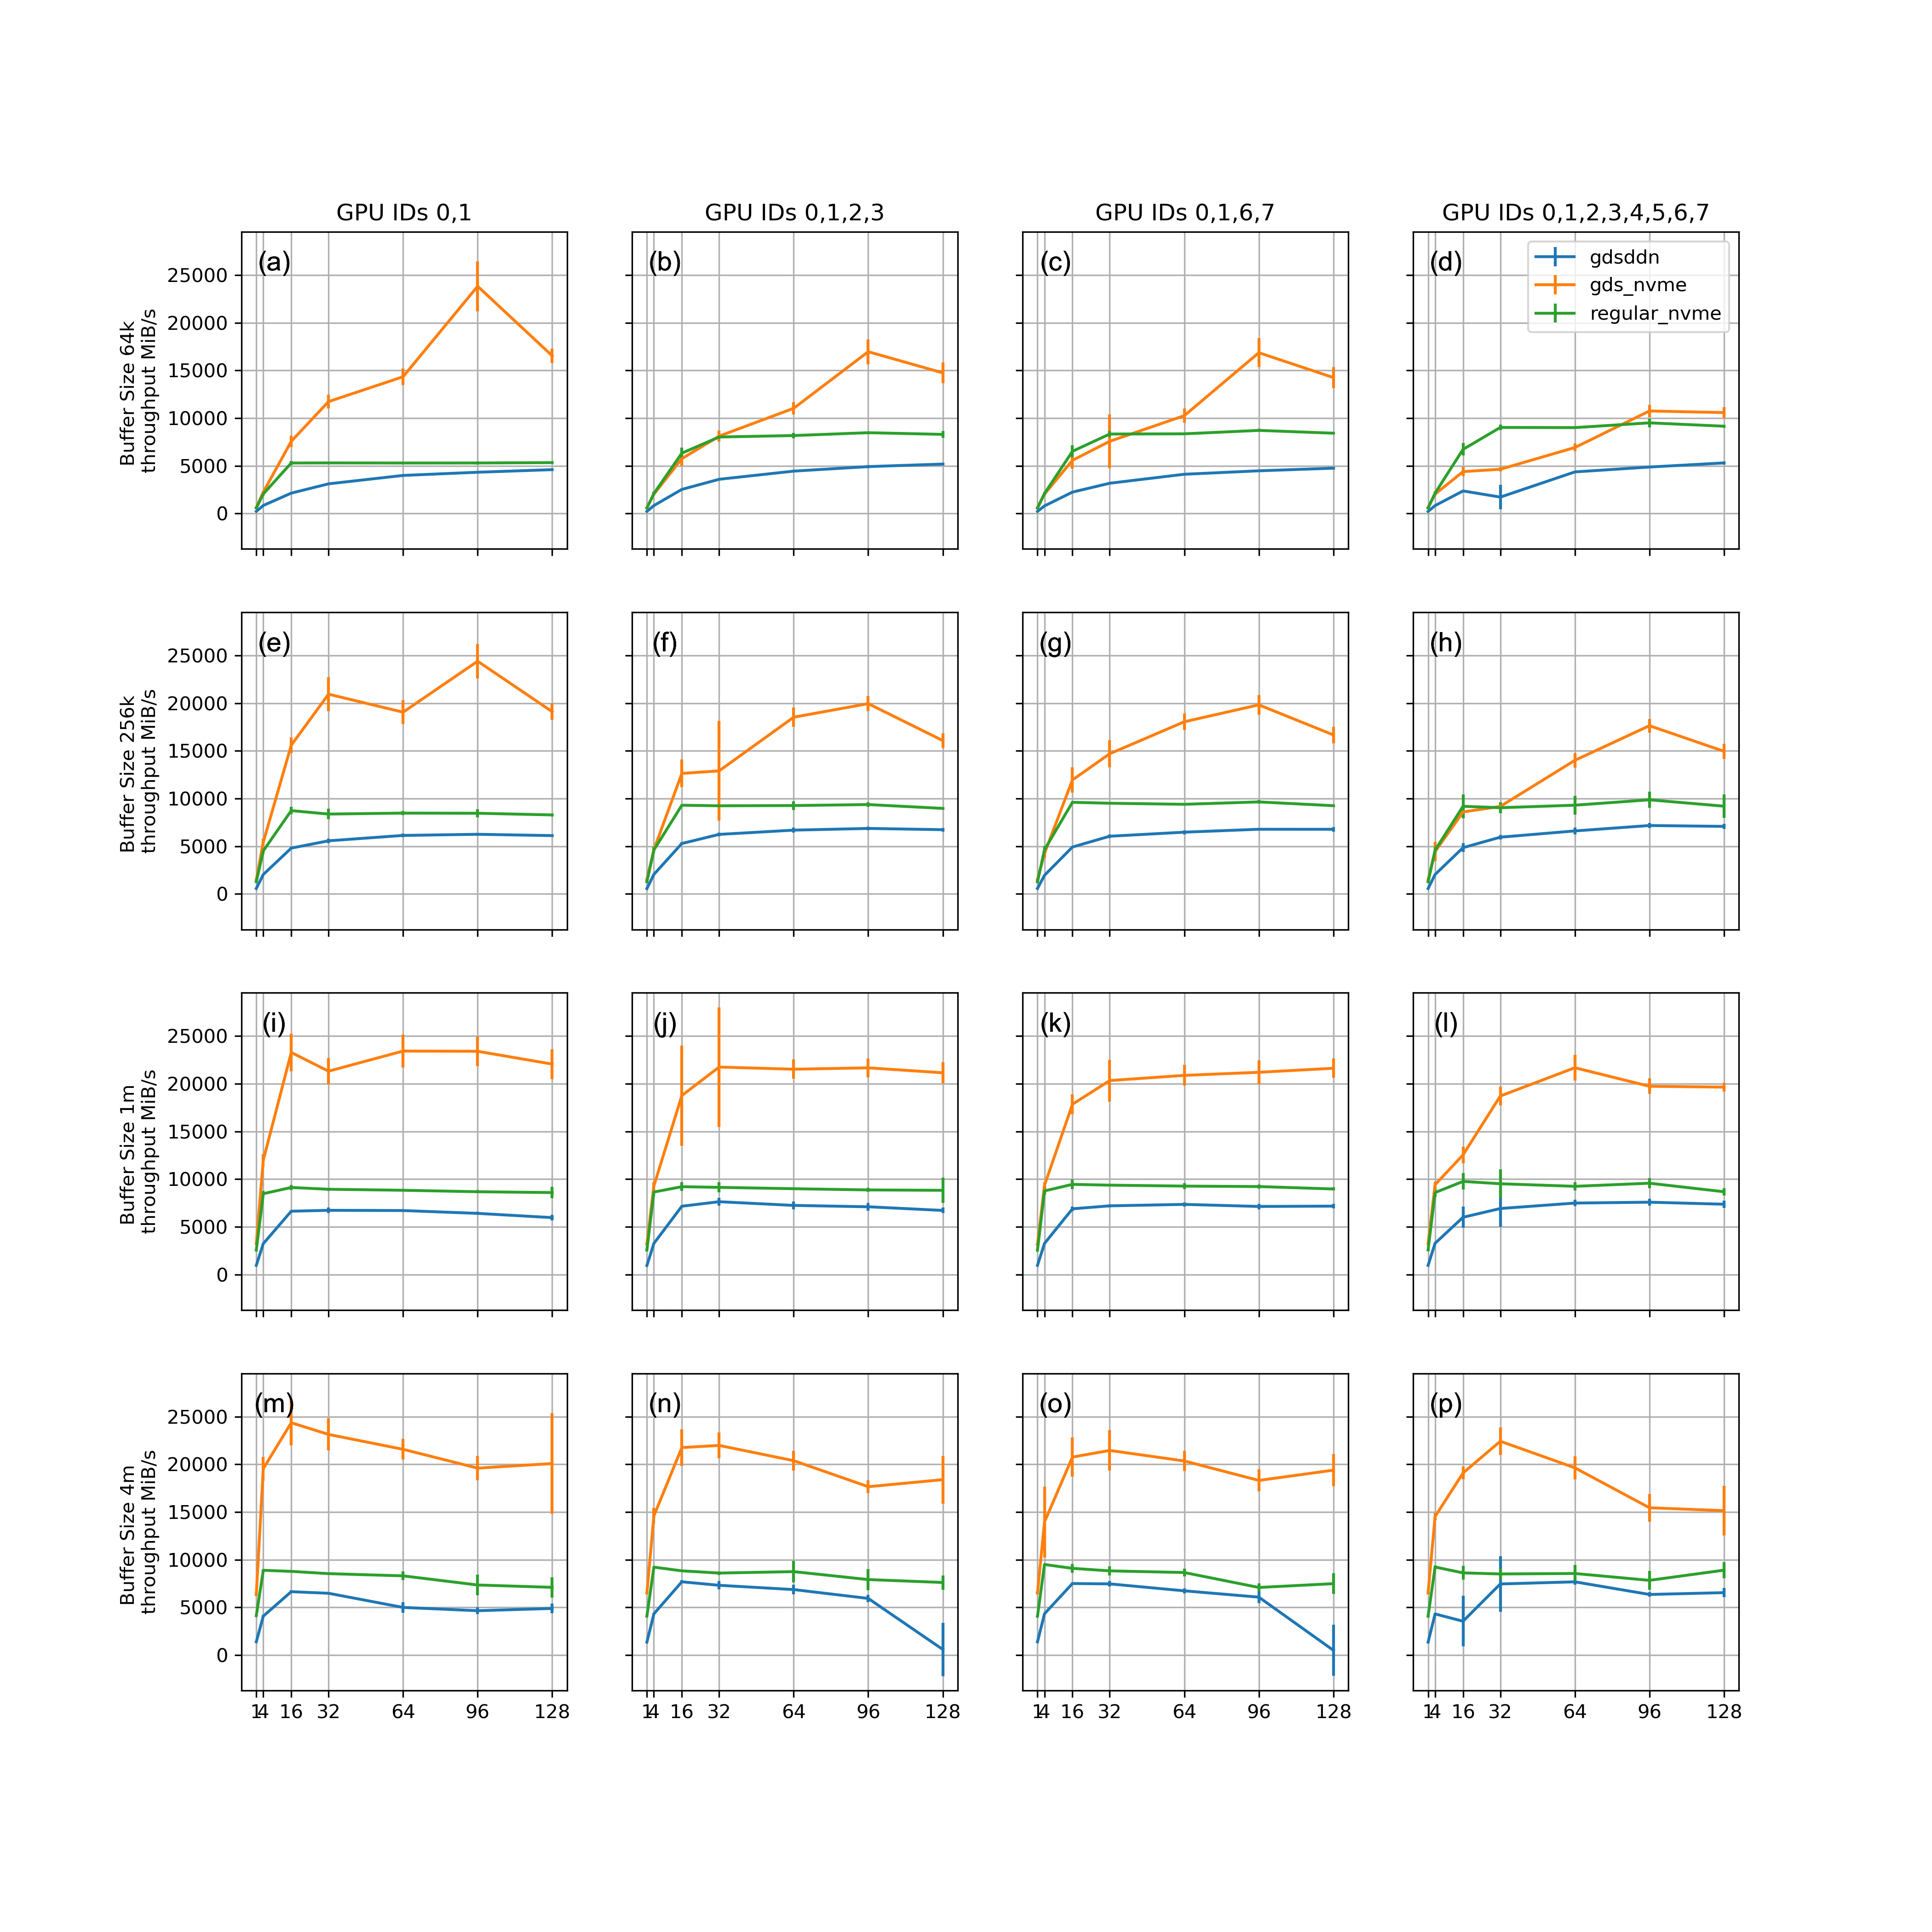 GPU IDs 0,1
GPU IDs 0,1,2,3
GPU IDs 0,1,6,7
GPU IDs 0,1,2,3,4,5,6,7
Buffer Size 64k
throughput MiB/s
25000
20000
15000
10000
5000
0
(a)
(b)
(c)
(d)
gdsddn
gds_nvme
regular_nvme
Buffer Size 256k
throughput MiB/s
25000
20000
15000
10000
5000
0
(e)
(f)
(g)
(h)
Buffer Size 1m
throughput MiB/s
25000
20000
15000
10000
5000
0
(i)
(j)
(k)
(l)
Buffer Size 4m
throughput MiB/s
25000
20000
15000
10000
5000
0
(m)
(n)
(o)
(p)
1 4 16 32 64 96 128
1 4 16 32 64 96 128
1 4 16 32 64 96 128
1 4 16 32 64 96 128